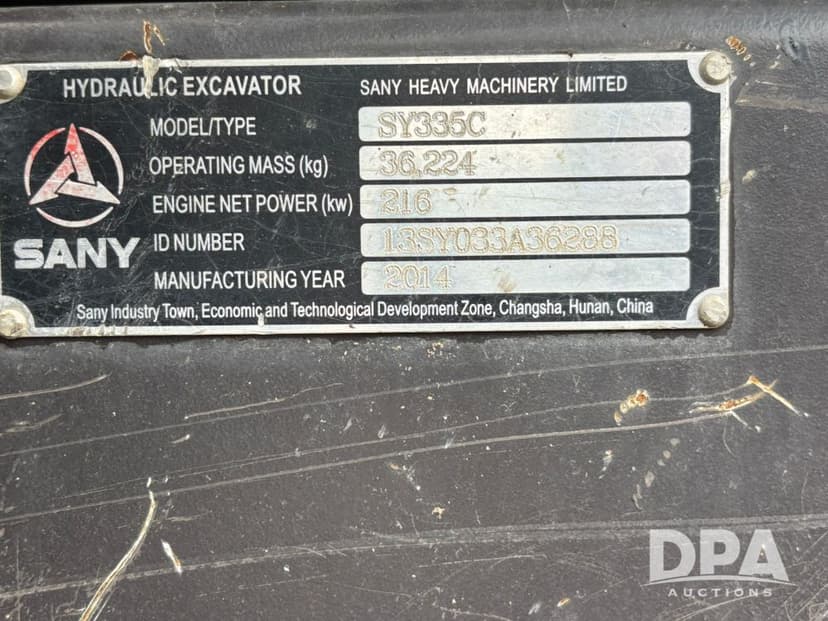 HYDRAULIC EXCAVATOR SANY HEAVY MACHINERY LIMITED
MODEL/TYPE SY335C
OPERATING MASS (kg) 36,224
ENGINE NET POWER (kw) 216
ID NUMBER 13SY033A36288
MANUFACTURING YEAR 2014
SANY
Sany Industry Town, Economic and Technological Development Zone, Changsha, Hunan, China
DPA
AUCTIONS